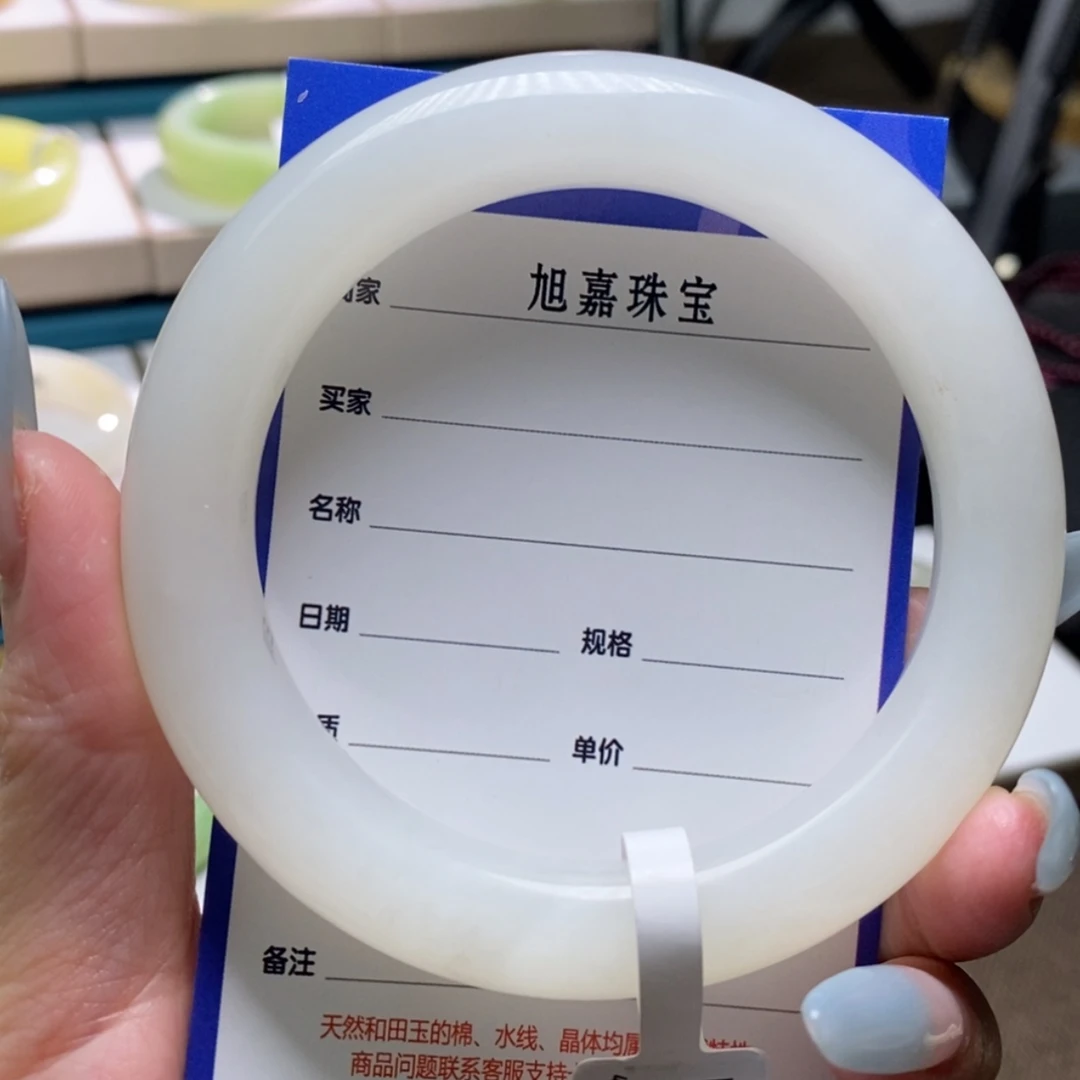 家 旭嘉珠宝
买家
名称
日期 规格
单价
备注
天然和田玉的棉、水线、晶体均属
商品问题联系客服支持